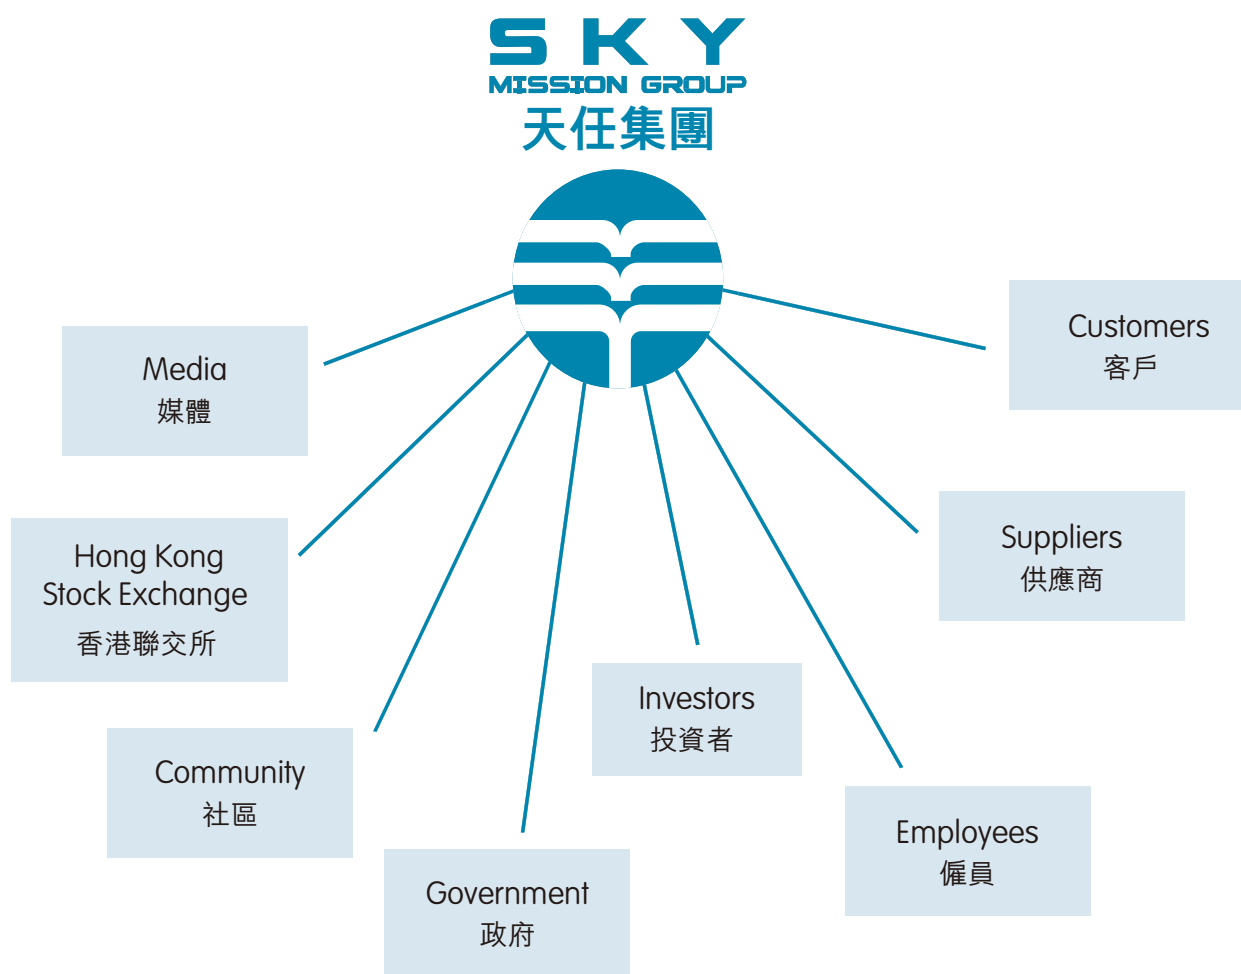 SKY
MISSION GROUP
天任集團
Media
媒體
Hong Kong
Stock Exchange
香港聯交所
Community
社區
Government
政府
Investors
投資者
Employees
僱員
Suppliers
供應商
Customers
客戶